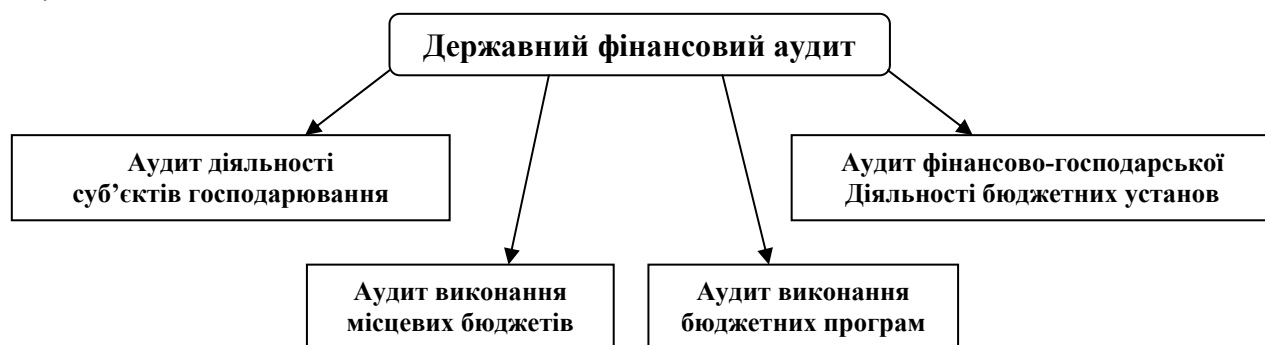 Державний фінансовий аудит
Аудит діяльності
суб’єктів господарювання
Аудит фінансово-господарської
Діяльності бюджетних установ
Аудит виконання
місцевих бюджетів
Аудит виконання
бюджетних програм